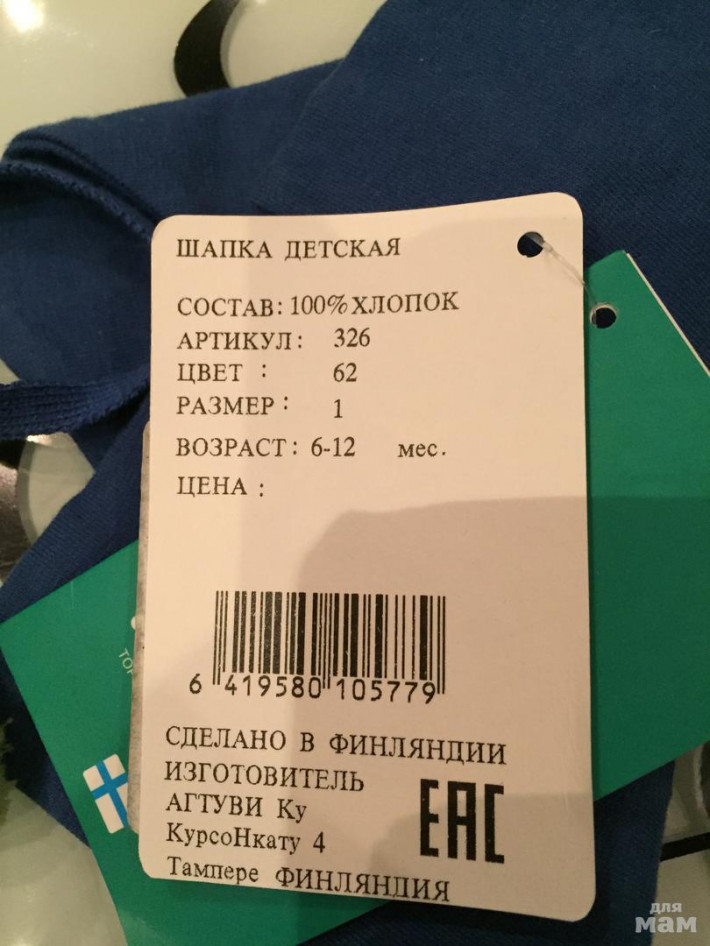 ШАПКА ДЕТСКАЯ
СОСТАВ: 100% ХЛОПОК
АРТИКУЛ: 326
ЦВЕТ : 62
РАЗМЕР: 1
ВОЗРАСТ: 6-12 мес.
ЦЕНА :
6 419580 105779
СДЕЛАНО В ФИНЛЯНДИИ
ИЗГОТОВИТЕЛЬ
АГТУВИ Ку
КурсоНкату 4
Тампере ФИНЛЯНДИЯ
EAC
для
мам